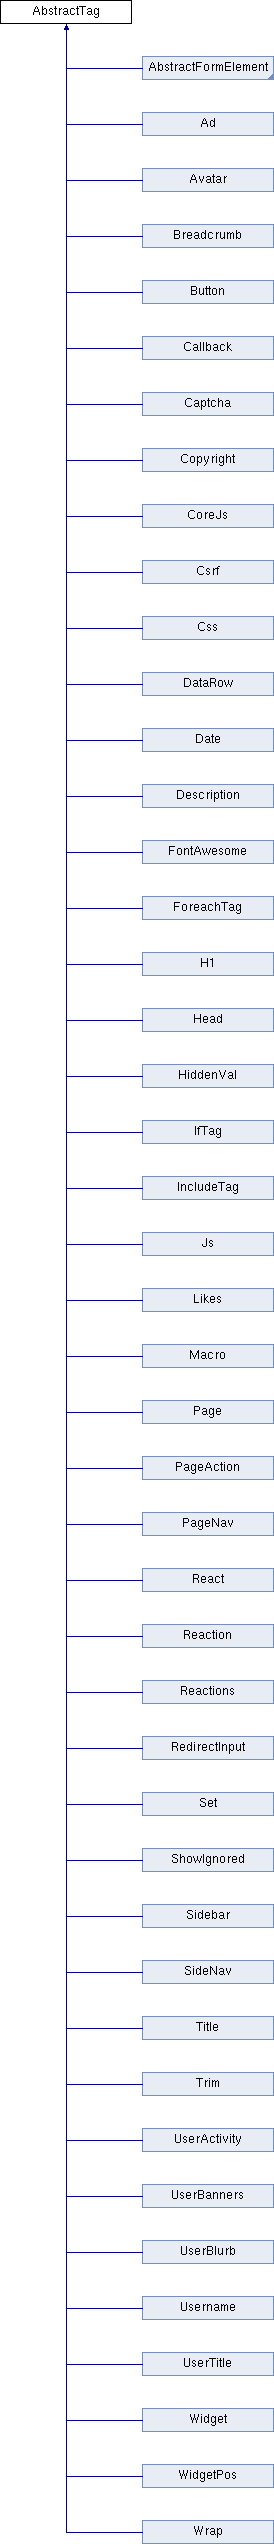 AbstractTag
AbstractFormElement
Ad
Avatar
Breadcrumb
Button
Callback
Captcha
Copyright
CoreJs
Csrf
Css
DataRow
Date
Description
FontAwesome
ForeachTag
H1
Head
HiddenVal
IfTag
IncludeTag
Js
Likes
Macro
Page
PageAction
PageNav
React
Reaction
Reactions
RedirectInput
Set
ShowIgnored
Sidebar
SideNav
Title
Trim
UserActivity
UserBanners
UserBlurb
Username
UserTitle
Widget
WidgetPos
Wrap